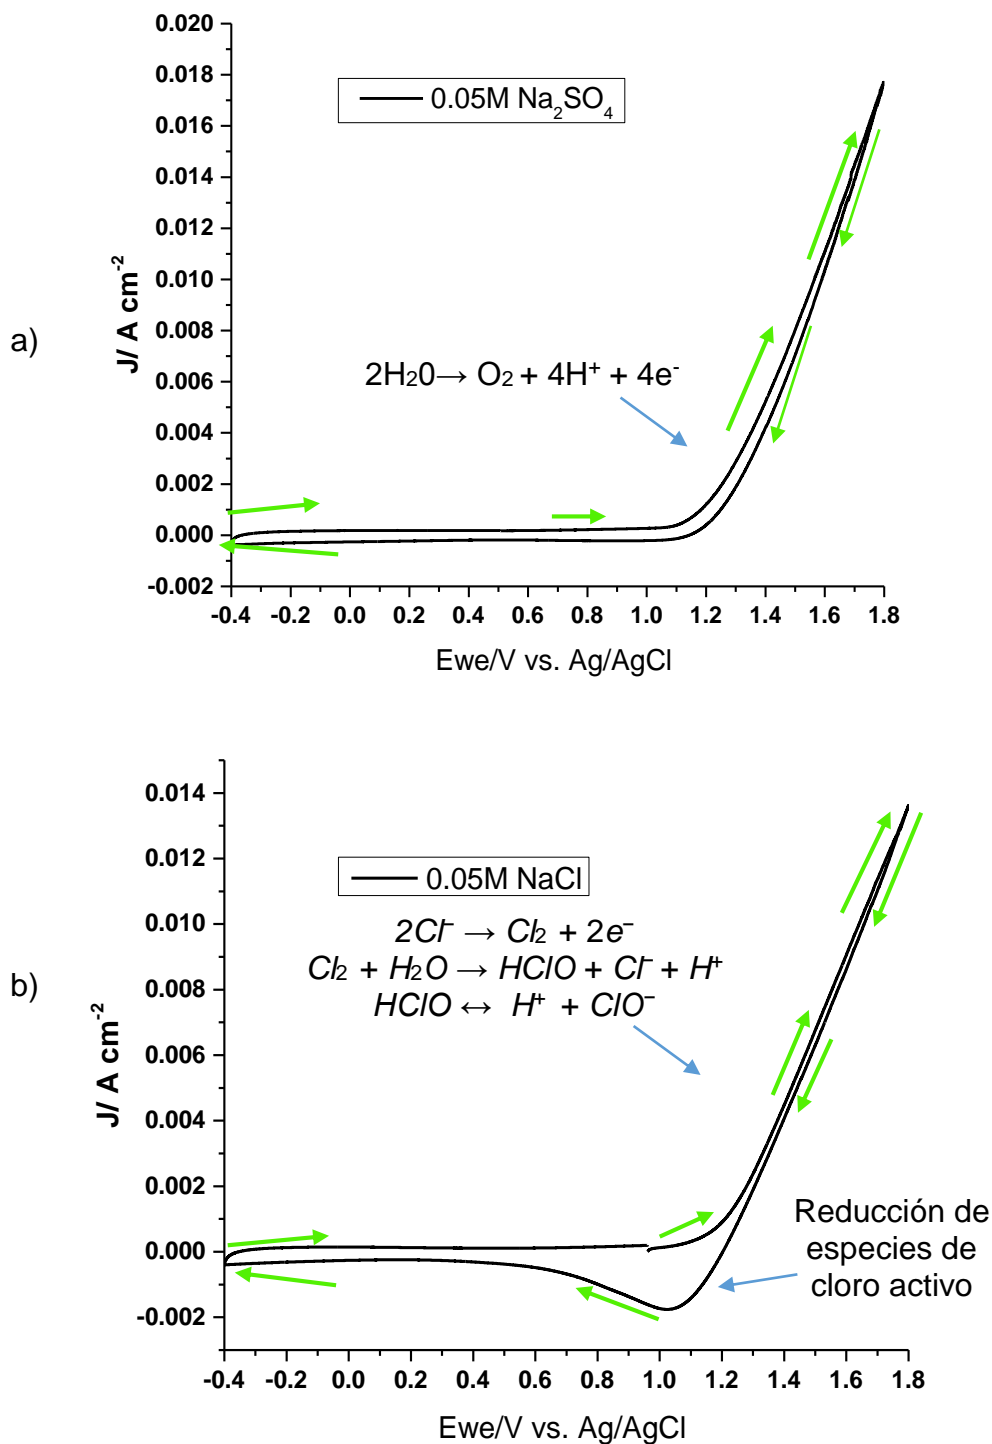 a)
0.020
0.018
0.016
0.014
0.012
0.010
0.008
0.006
0.004
0.002
0.000
-0.002
J/ A cm⁻²
0.05M Na₂SO₄
2H₂0→ O₂ + 4H⁺ + 4e⁻
-0.4 -0.2 0.0 0.2 0.4 0.6 0.8 1.0 1.2 1.4 1.6 1.8
Ewe/V vs. Ag/AgCl
b)
0.014
0.012
0.010
0.008
0.006
0.004
0.002
0.000
-0.002
J/ A cm⁻²
0.05M NaCl
2Cl⁻ → Cl₂ + 2e⁻
Cl₂ + H₂O → HClO + Cl⁻ + H⁺
HClO ↔ H⁺ + ClO⁻
Reducción de
especies de
cloro activo
-0.4 -0.2 0.0 0.2 0.4 0.6 0.8 1.0 1.2 1.4 1.6 1.8
Ewe/V vs. Ag/AgCl